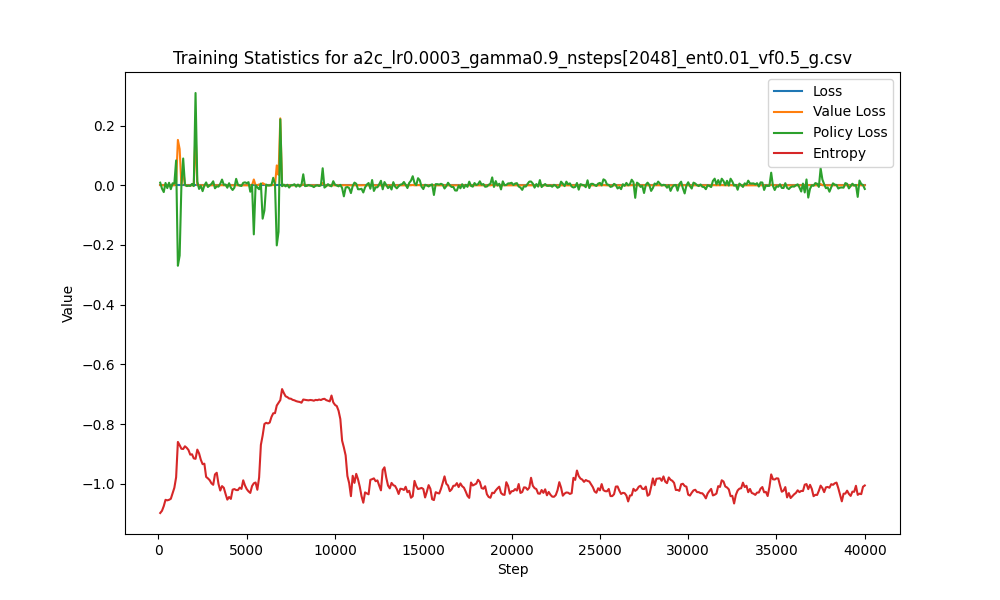 Training Statistics for a2c_lr0.0003_gamma0.9_nsteps[2048]_ent0.01_vf0.5_g.csv
Loss
Value Loss
Policy Loss
Entropy
0.2
0.0
−0.2
−0.4
−0.6
−0.8
−1.0
Value
0
5000
10000
15000
20000
25000
30000
35000
40000
Step